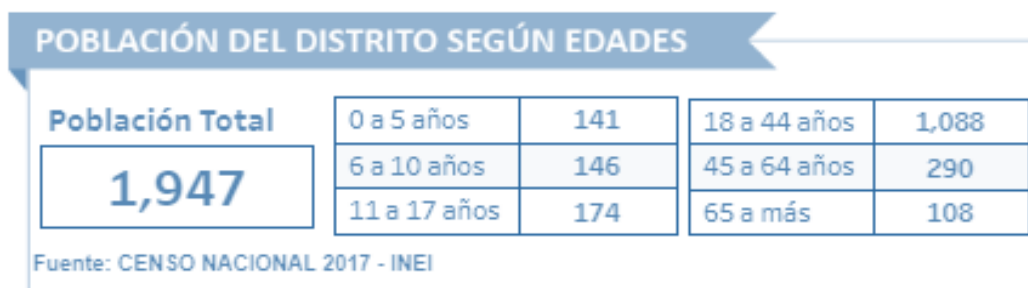 POBLACIÓN DEL DISTRITO SEGÚN EDADES
Población Total
1,947
0 a 5 años 141
6 a 10 años 146
11 a 17 años 174
18 a 44 años 1,088
45 a 64 años 290
65 a más 108
Fuente: CENSO NACIONAL 2017 - INEI